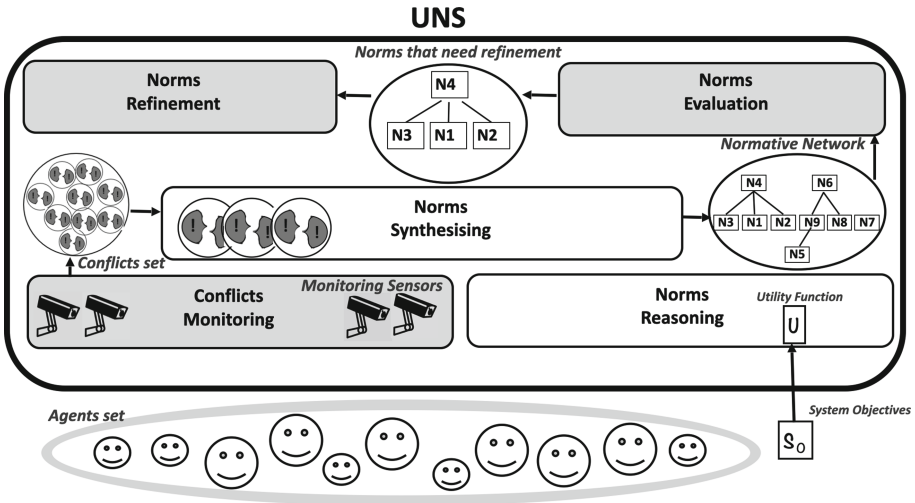 UNS
Norms that need refinement
Norms
Refinement
N4
N3 N1 N2
Norms
Evaluation
Normative Network
N4 N6
N3 N1 N2 N9 N8 N7
N5
Norms
Synthesising
! ! !
Conflicts set
Conflicts
Monitoring
Monitoring Sensors
Norms
Reasoning
Utility Function
U
Agents set
System Objectives
S₀